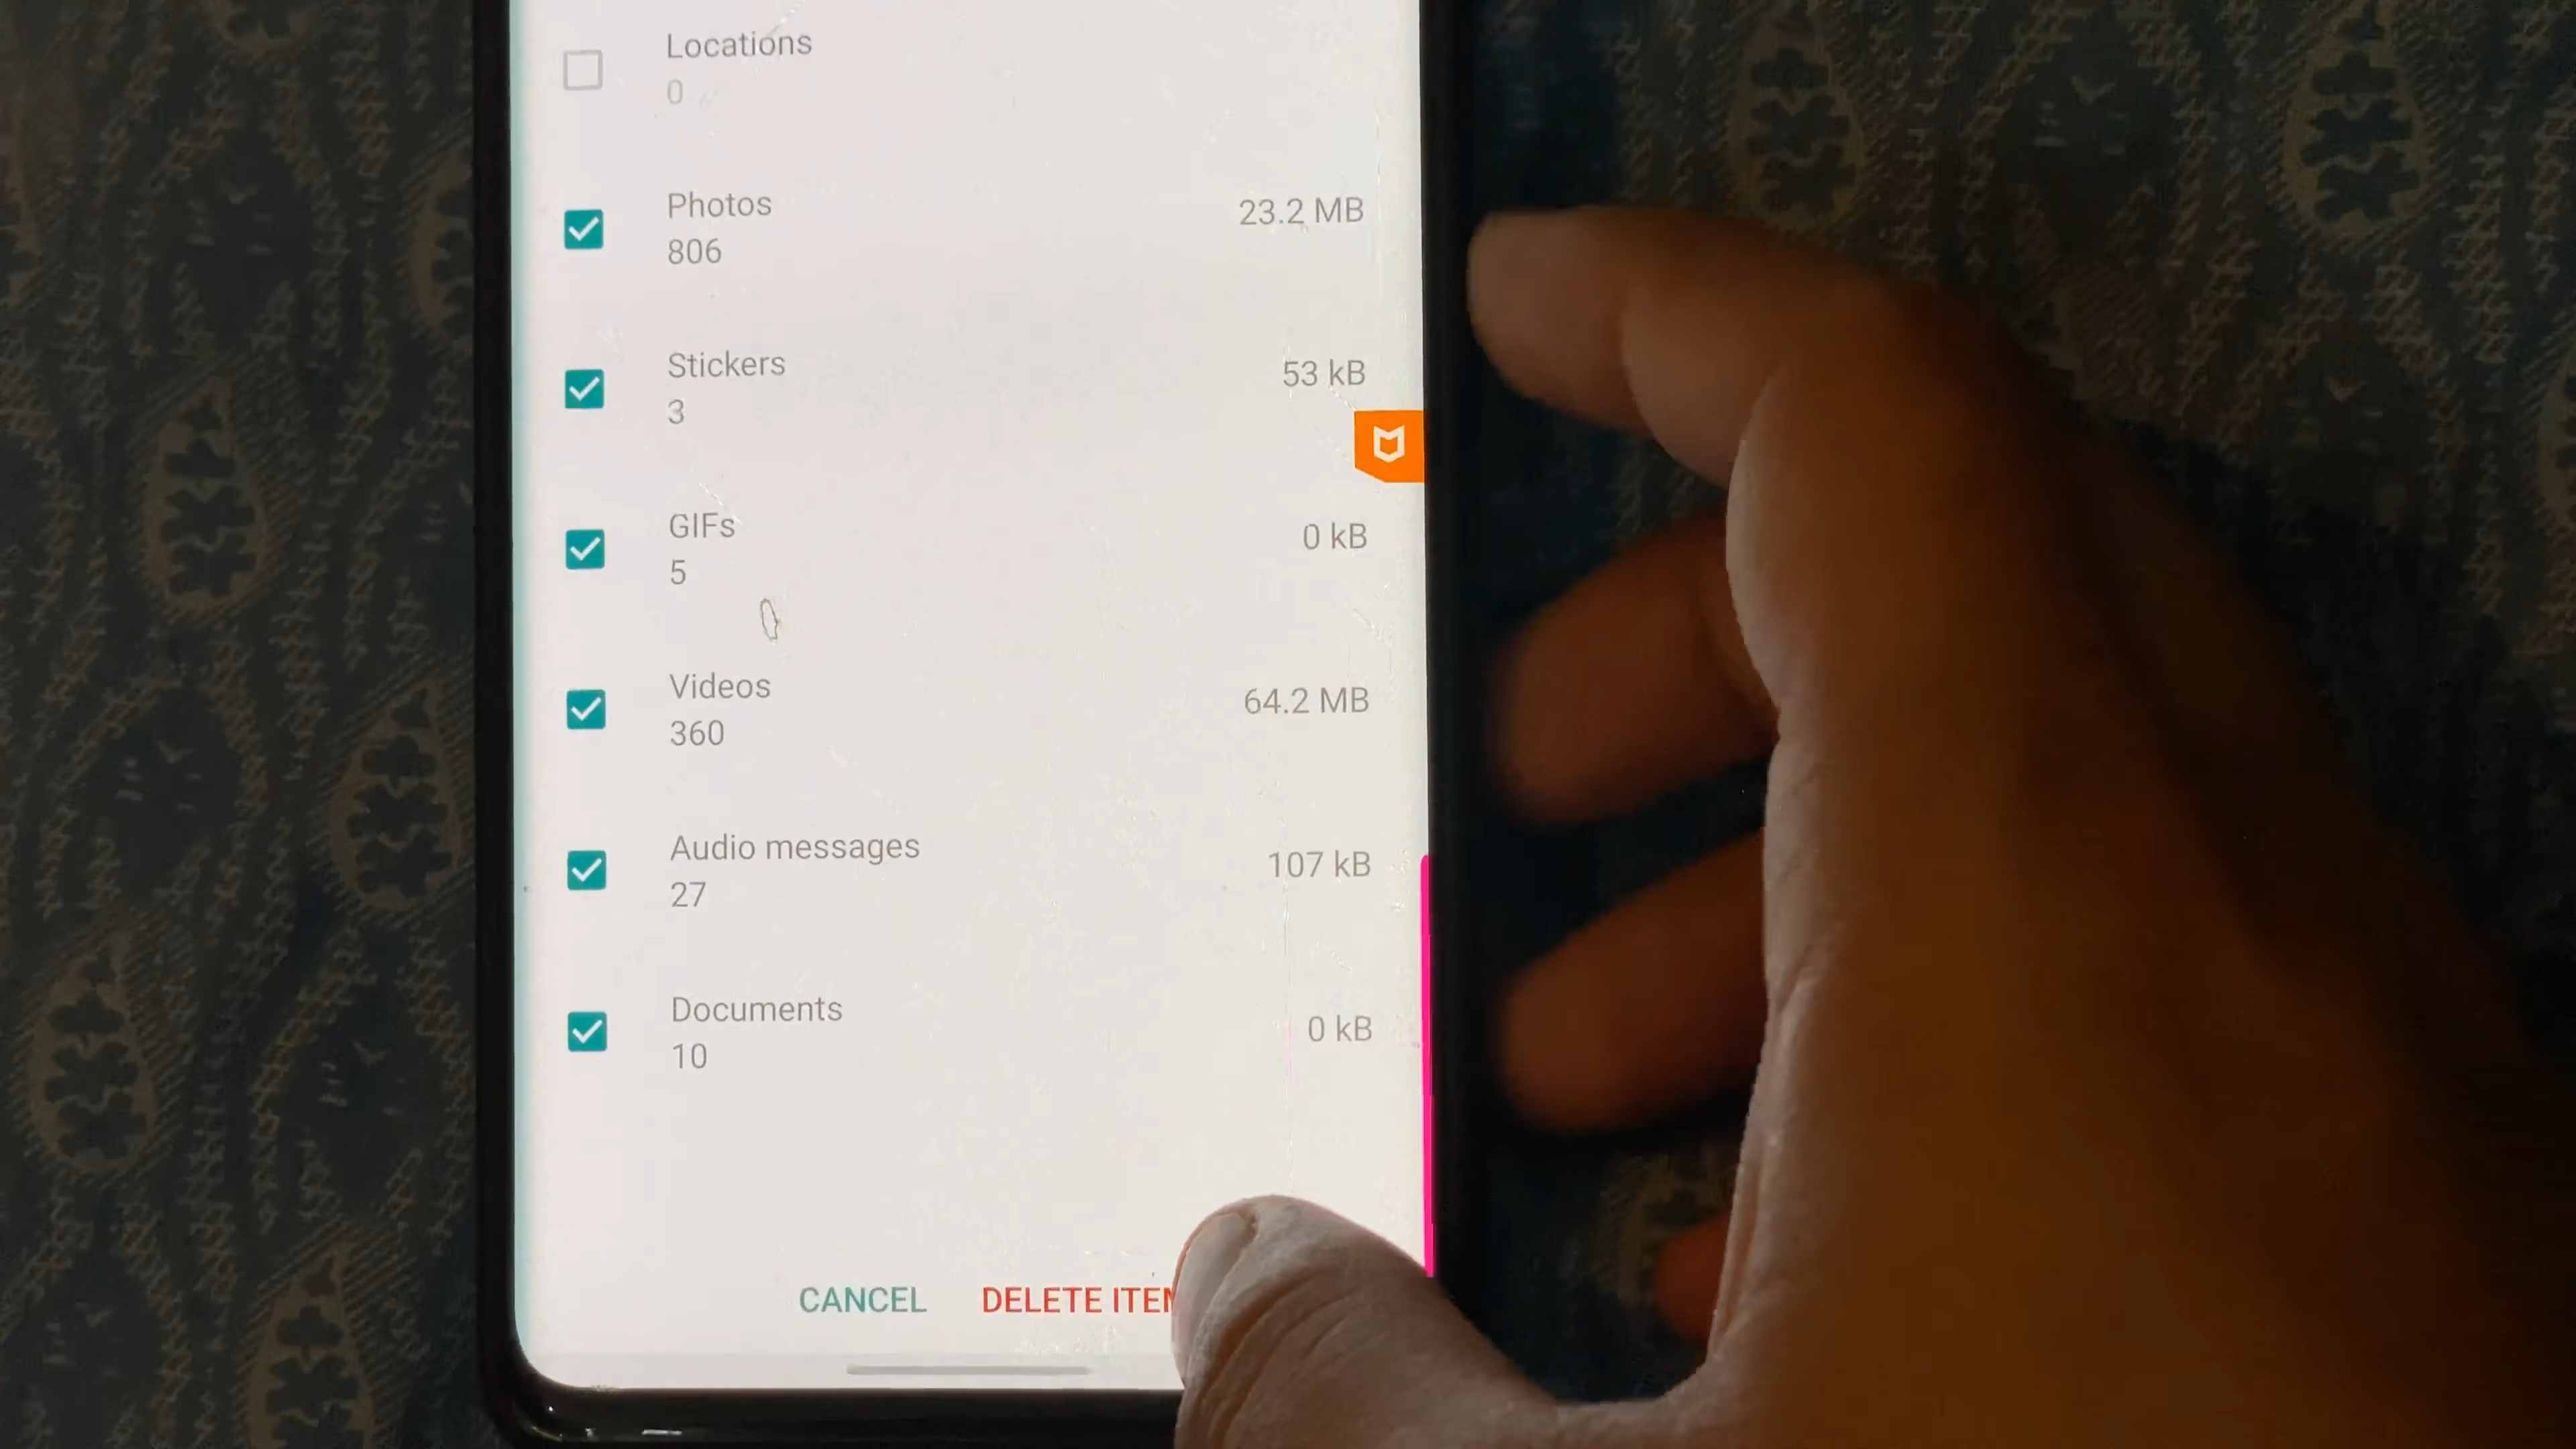 Locations
0
Photos
23.2 MB
806
Stickers
53 kB
3
GIFs
0 kB
5
Videos
64.2 MB
360
Audio messages
107 kB
27
Documents
0 kB
10
CANCEL
DELETE